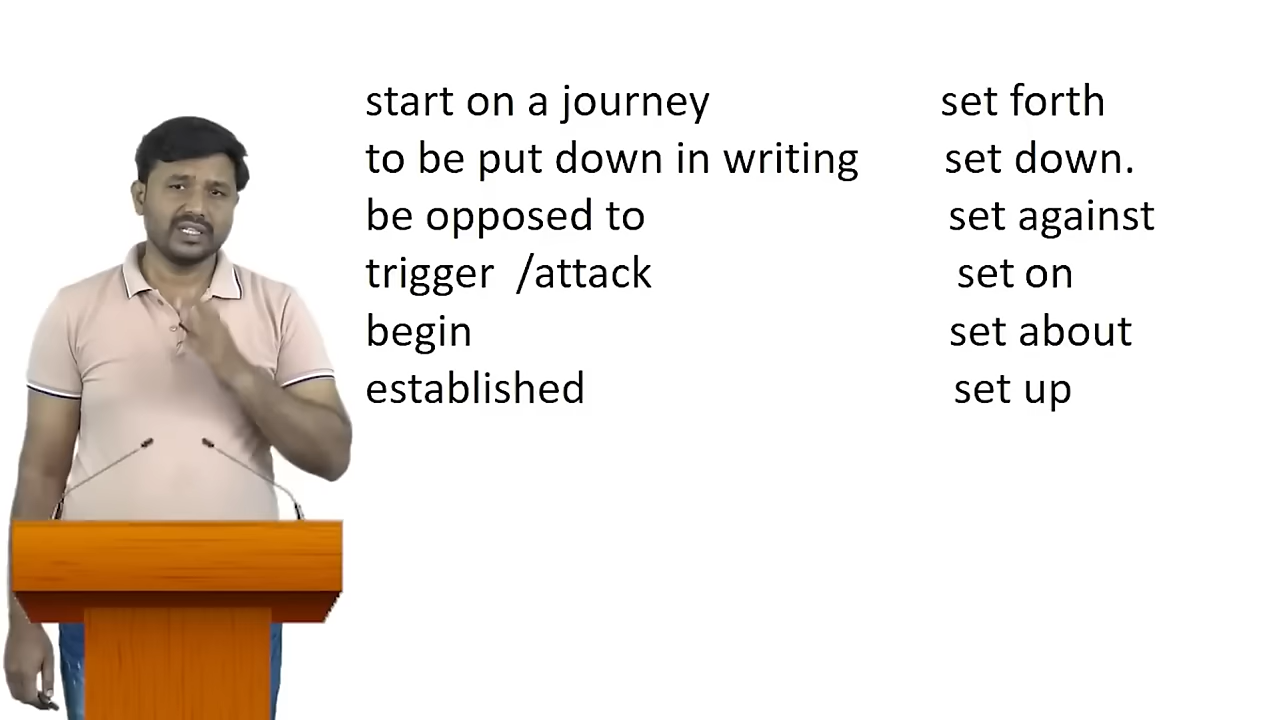 start on a journey set forth
to be put down in writing set down.
be opposed to set against
trigger /attack set on
begin set about
established set up